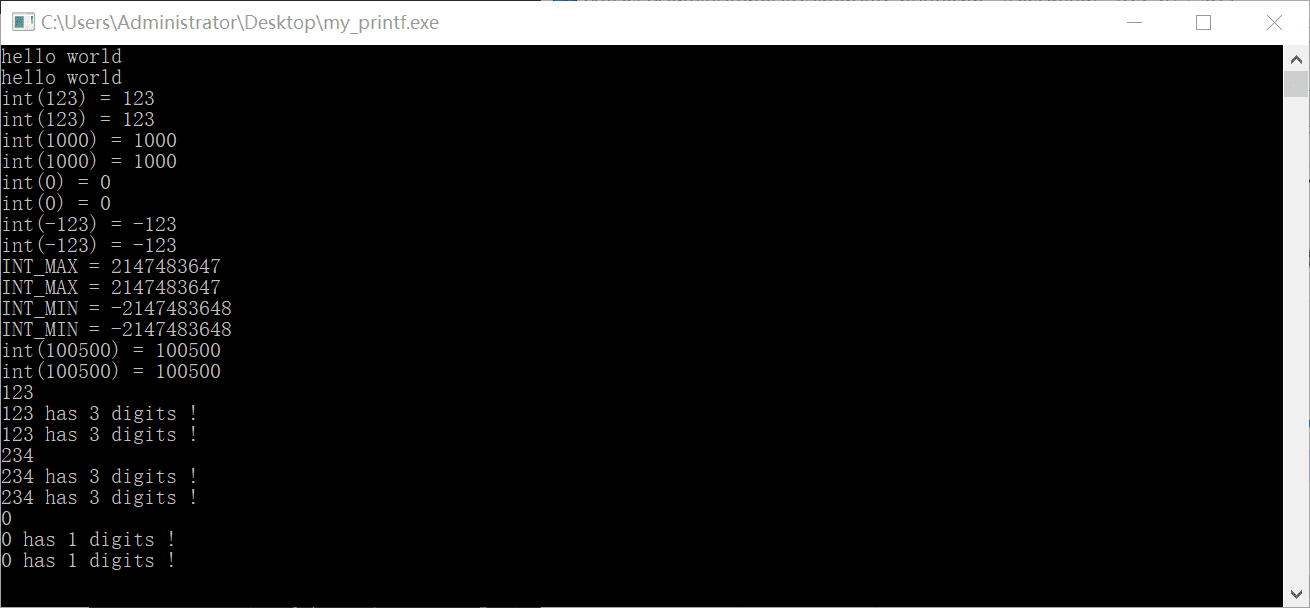 C:\Users\Administrator\Desktop\my_printf.exe
hello world
hello world
int(123) = 123
int(123) = 123
int(1000) = 1000
int(1000) = 1000
int(0) = 0
int(0) = 0
int(-123) = -123
int(-123) = -123
INT_MAX = 2147483647
INT_MAX = 2147483647
INT_MIN = -2147483648
INT_MIN = -2147483648
int(100500) = 100500
int(100500) = 100500
123
123 has 3 digits !
123 has 3 digits !
234
234 has 3 digits !
234 has 3 digits !
0
0 has 1 digits !
0 has 1 digits !